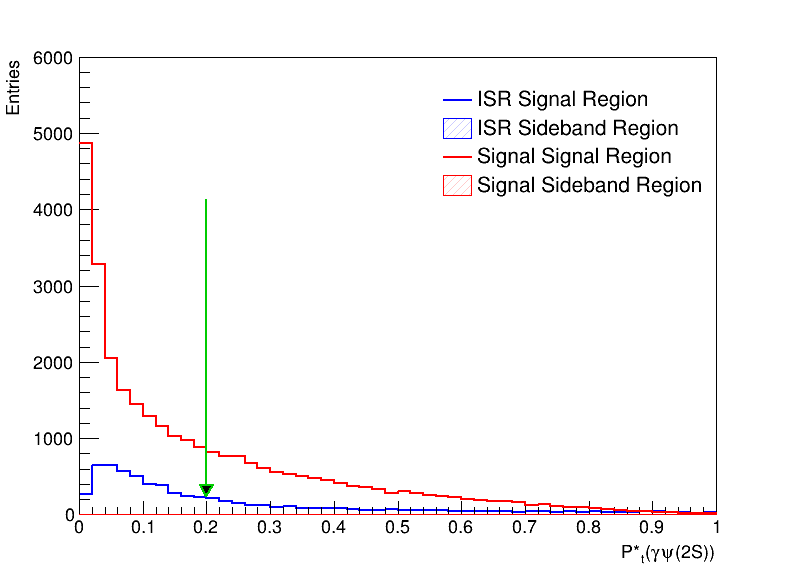 Entries
6000
5000
4000
3000
2000
1000
0
ISR Signal Region
ISR Sideband Region
Signal Signal Region
Signal Sideband Region
0 0.1 0.2 0.3 0.4 0.5 0.6 0.7 0.8 0.9 1
P*t(γψ(2S))